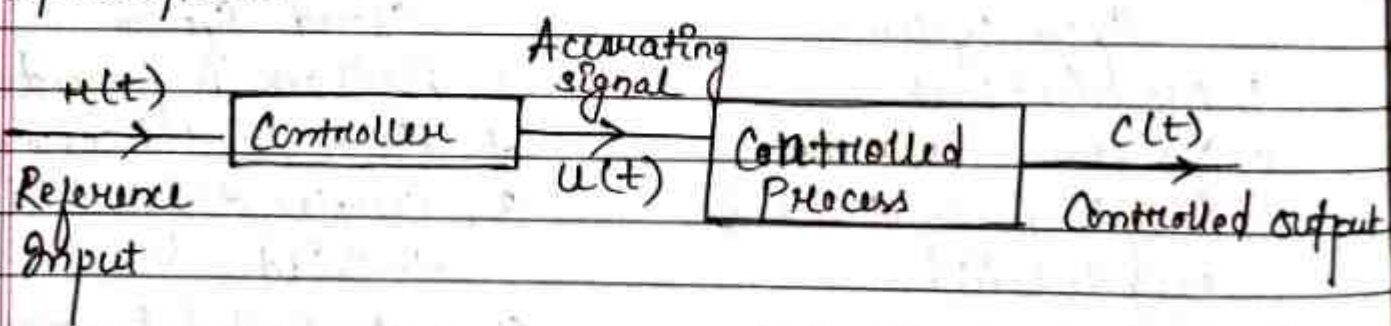 Accurating
signal
r(t)
Controller
u(t)
Controlled
Process
C(t)
Reference
Input
Controlled output